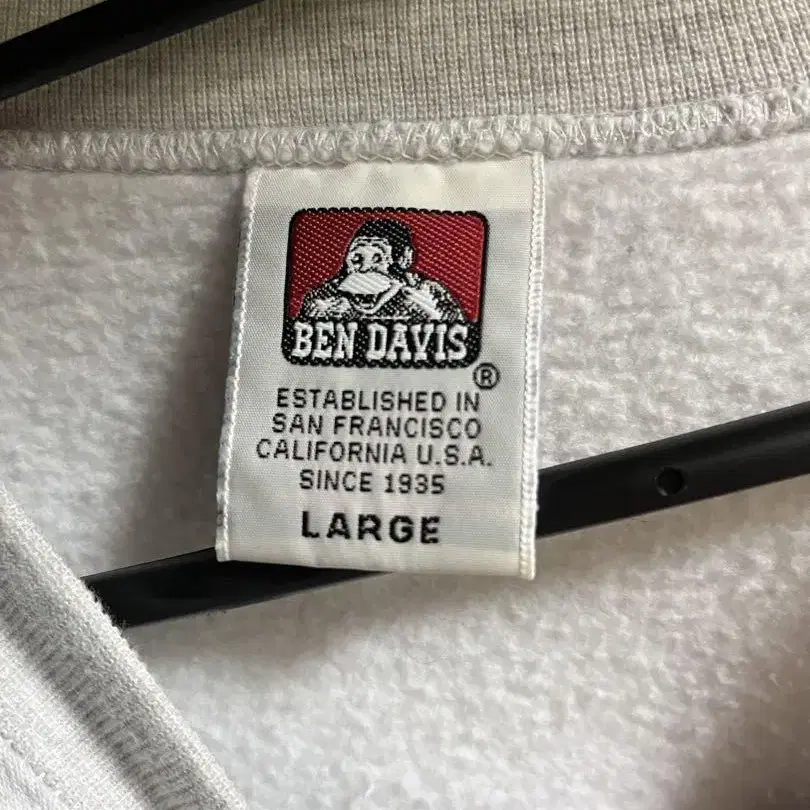 BEN DAVIS
®
ESTABLISHED IN
SAN FRANCISCO
CALIFORNIA U.S.A.
SINCE 1935
LARGE